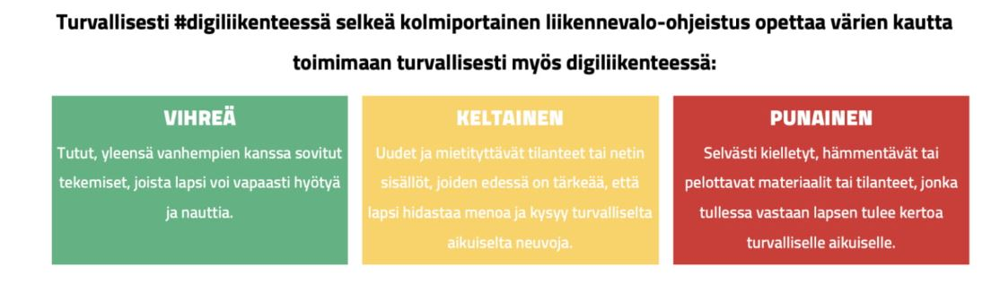 Turvallisesti #digiliikenteessä selkeä kolmiportainen liikennevalo-ohjeistus opettaa värien kautta
toimimaan turvallisesti myös digiliikenteessä:
VIHREÄ
Tutut, yleensä vanhempien kanssa sovitut
tekemiset, joista lapsi voi vapaasti hyötyä
ja nauttia.
KELTAINEN
Uudet ja mietityttävät tilanteet tai netin
sisällöt, joiden edessä on tärkeää, että
lapsi hidastaa menoa ja kysyy turvalliselta
aikuiselta neuvoja.
PUNAINEN
Selvästi kielletyt, hämmentävät tai
pelottavat materiaalit tai tilanteet, jonka
tullessa vastaan lapsen tulee kertoa
turvalliselle aikuiselle.